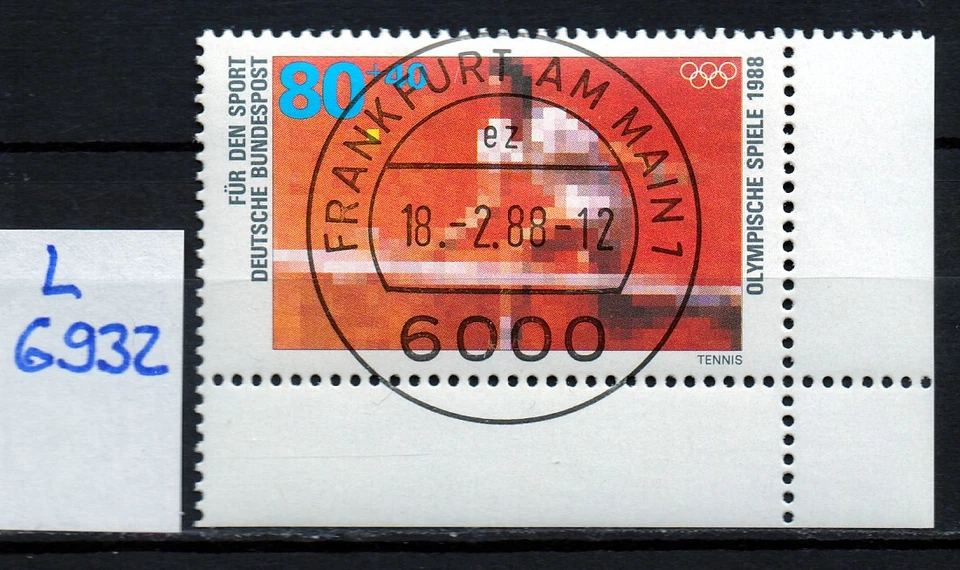 L
6932
FÜR DEN SPORT
DEUTSCHE BUNDESPOST
80+40
OLYMPISCHE SPIELE 1988
TENNIS
FRANKFURT AM MAIN 1
ez
18.-2.88-12
6000